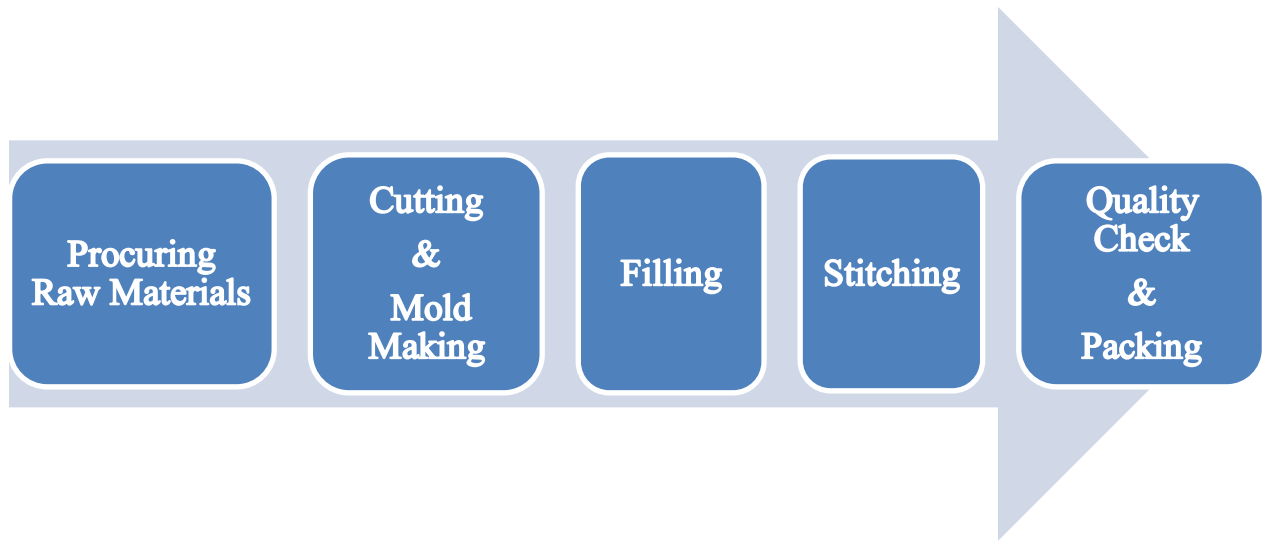 Procuring
Raw Materials
Cutting
&
Mold
Making
Filling
Stitching
Quality
Check
&
Packing